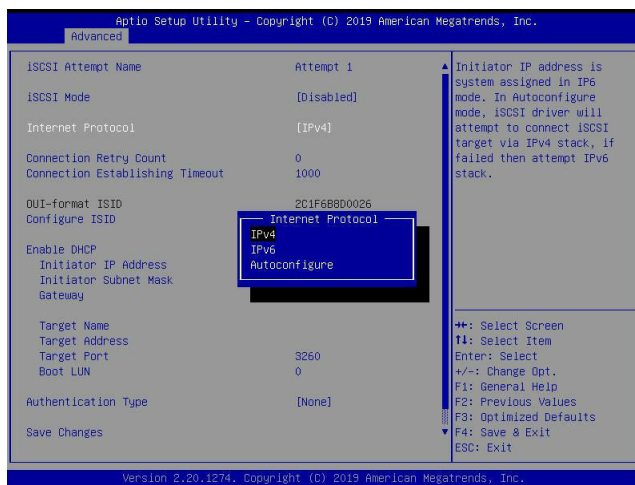 Aptio Setup Utility - Copyright (C) 2019 American Megatrends, Inc.
Advanced
iSCSI Attempt Name Attempt 1
iSCSI Mode [Disabled]
Internet Protocol [IPv4]
Connection Retry Count 0
Connection Establishing Timeout 1000
OUI-format ISID 2C1F6B8D0026
Configure ISID
Enable DHCP
Initiator IP Address
Initiator Subnet Mask
Gateway
Target Name
Target Address
Target Port 3260
Boot LUN 0
Authentication Type [None]
Save Changes
Internet Protocol
IPv4
IPv6
Autoconfigure
Initiator IP address is
system assigned in IP6
mode. In Autoconfigure
mode, iSCSI driver will
attempt to connect iSCSI
target via IPv4 stack, if
failed then attempt IPv6
stack.
→←: Select Screen
↑↓: Select Item
Enter: Select
+/-: Change Opt.
F1: General Help
F2: Previous Values
F3: Optimized Defaults
F4: Save & Exit
ESC: Exit
Version 2.20.1274. Copyright (C) 2019 American Megatrends, Inc.